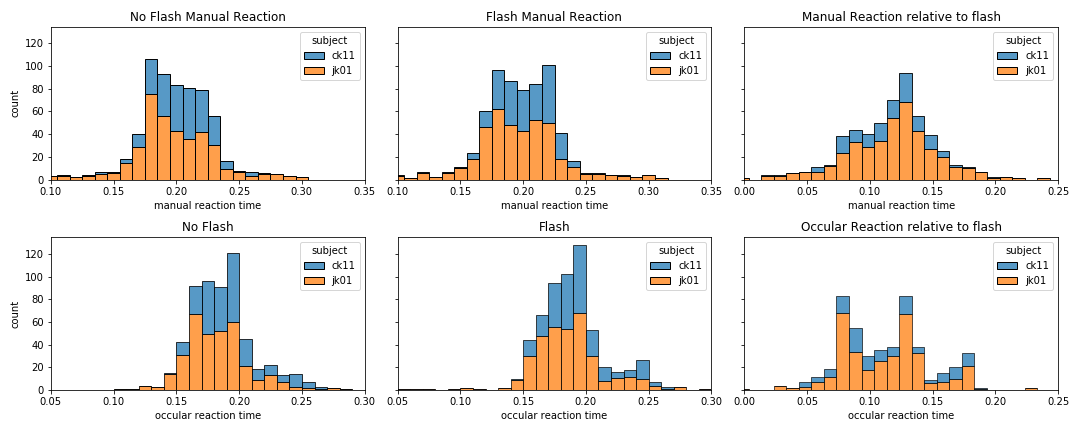 No Flash Manual Reaction
Flash Manual Reaction
Manual Reaction relative to flash
count
120
100
80
60
40
20
0
subject
ck11
jk01
subject
ck11
jk01
subject
ck11
jk01
0.10 0.15 0.20 0.25 0.30 0.35
0.10 0.15 0.20 0.25 0.30 0.35
0.00 0.05 0.10 0.15 0.20 0.25
manual reaction time
manual reaction time
manual reaction time
No Flash
Flash
Occular Reaction relative to flash
count
120
100
80
60
40
20
0
subject
ck11
jk01
subject
ck11
jk01
subject
ck11
jk01
0.05 0.10 0.15 0.20 0.25 0.30
0.05 0.10 0.15 0.20 0.25 0.30
0.00 0.05 0.10 0.15 0.20 0.25
occular reaction time
occular reaction time
occular reaction time